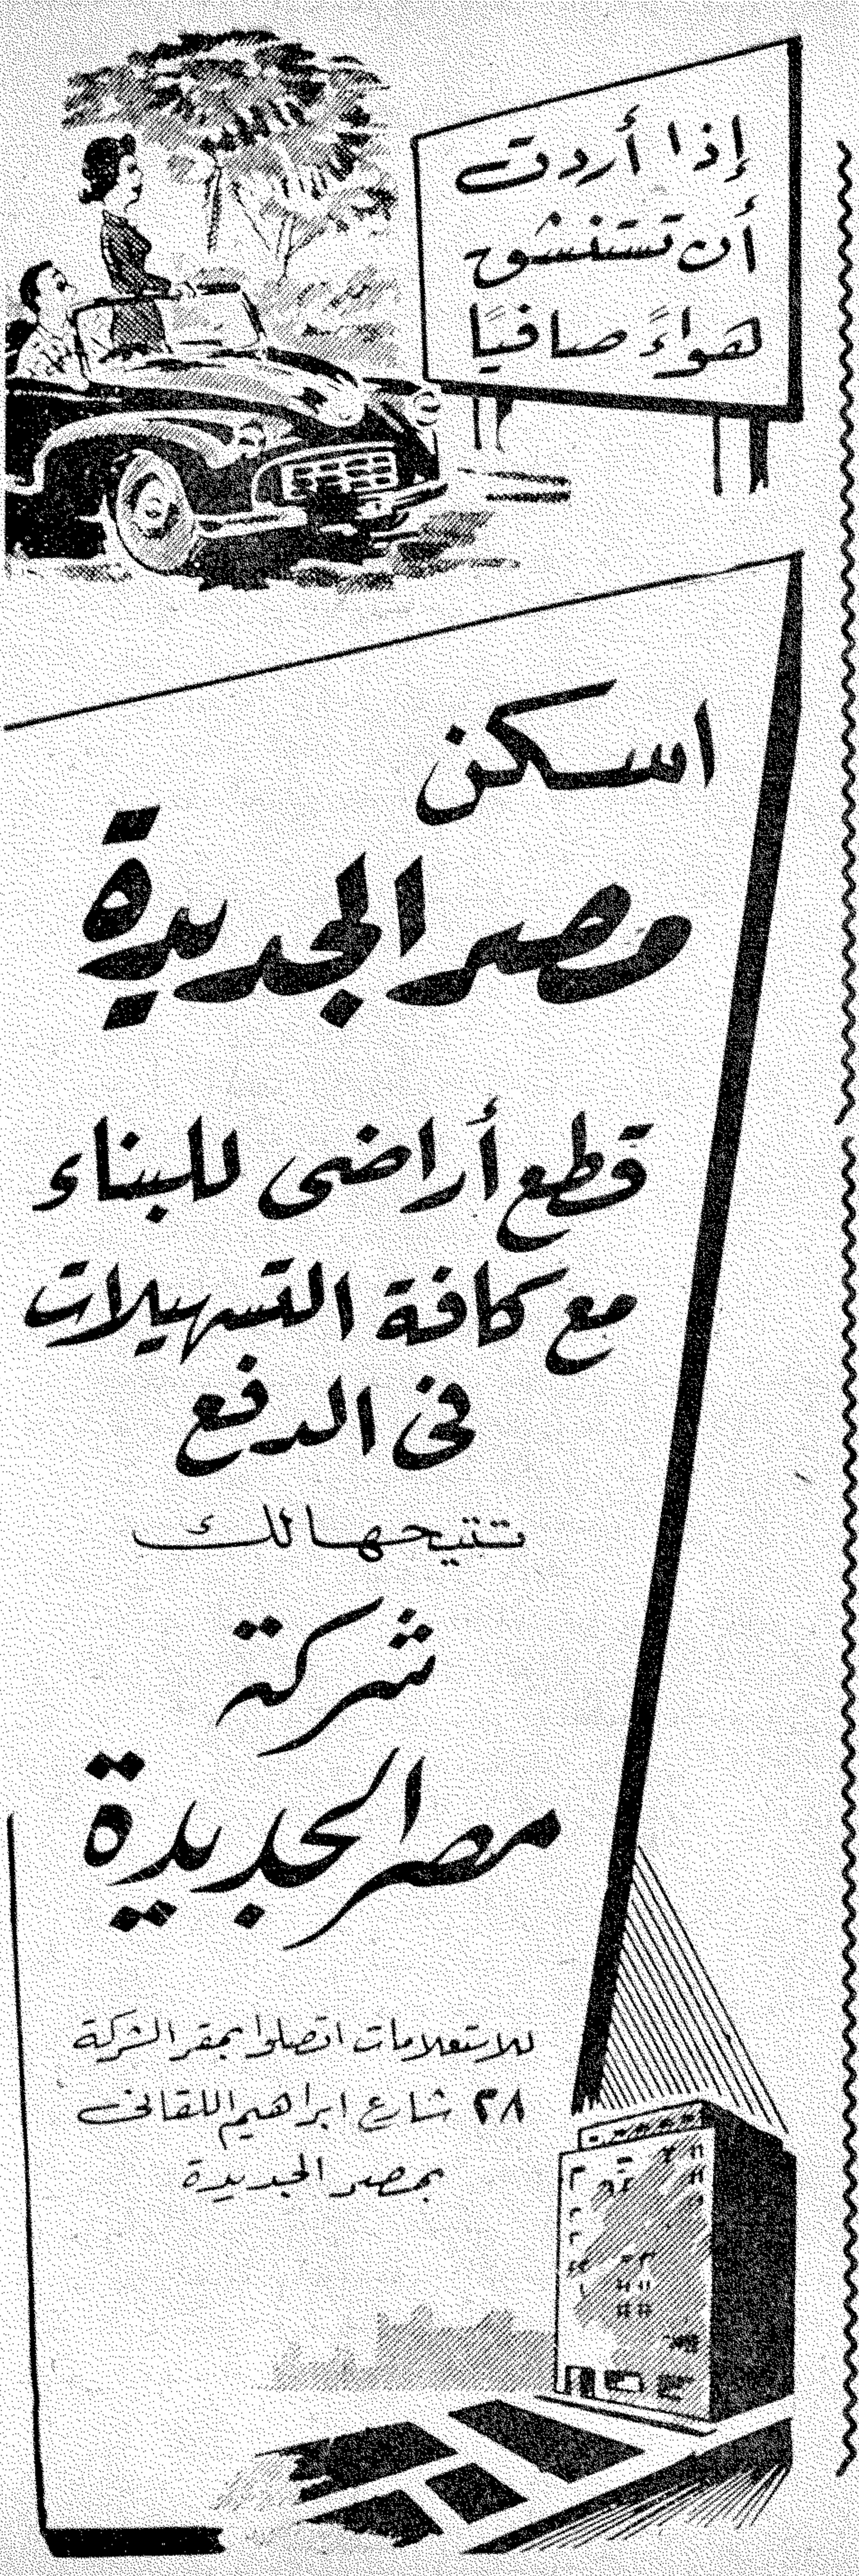 إذا أردت
أن تستنشق
هواءً صافيًا
اسكن
مصر الجديدة
قطع أراضى للبناء
مع كافة التسهيلات
فى الدفع
تتيحها لك
شركة
مصر الجديدة
للاستعلامات اتصلوا بمقر الشركة
٢٨ شارع ابراهيم اللقانى
بمصر الجديدة